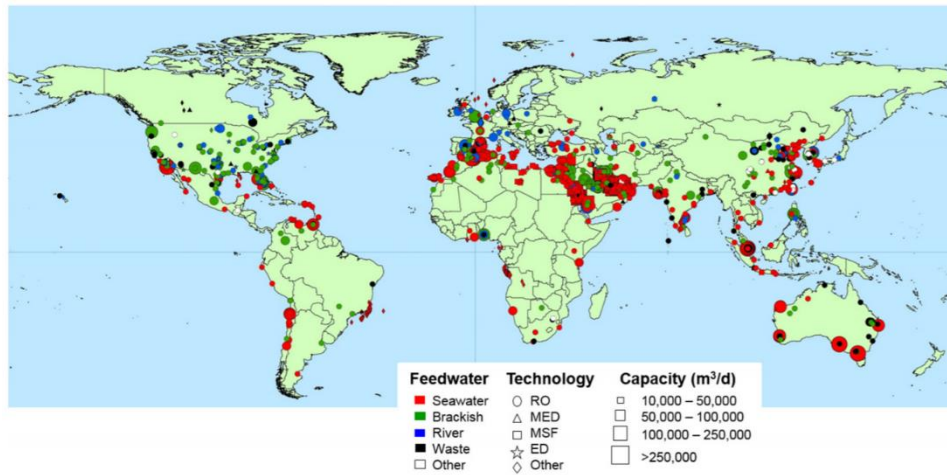 Feedwater
Seawater
Brackish
River
Waste
Other
Technology
RO
MED
MSF
ED
Other
Capacity (m³/d)
10,000 – 50,000
50,000 – 100,000
100,000 – 250,000
>250,000